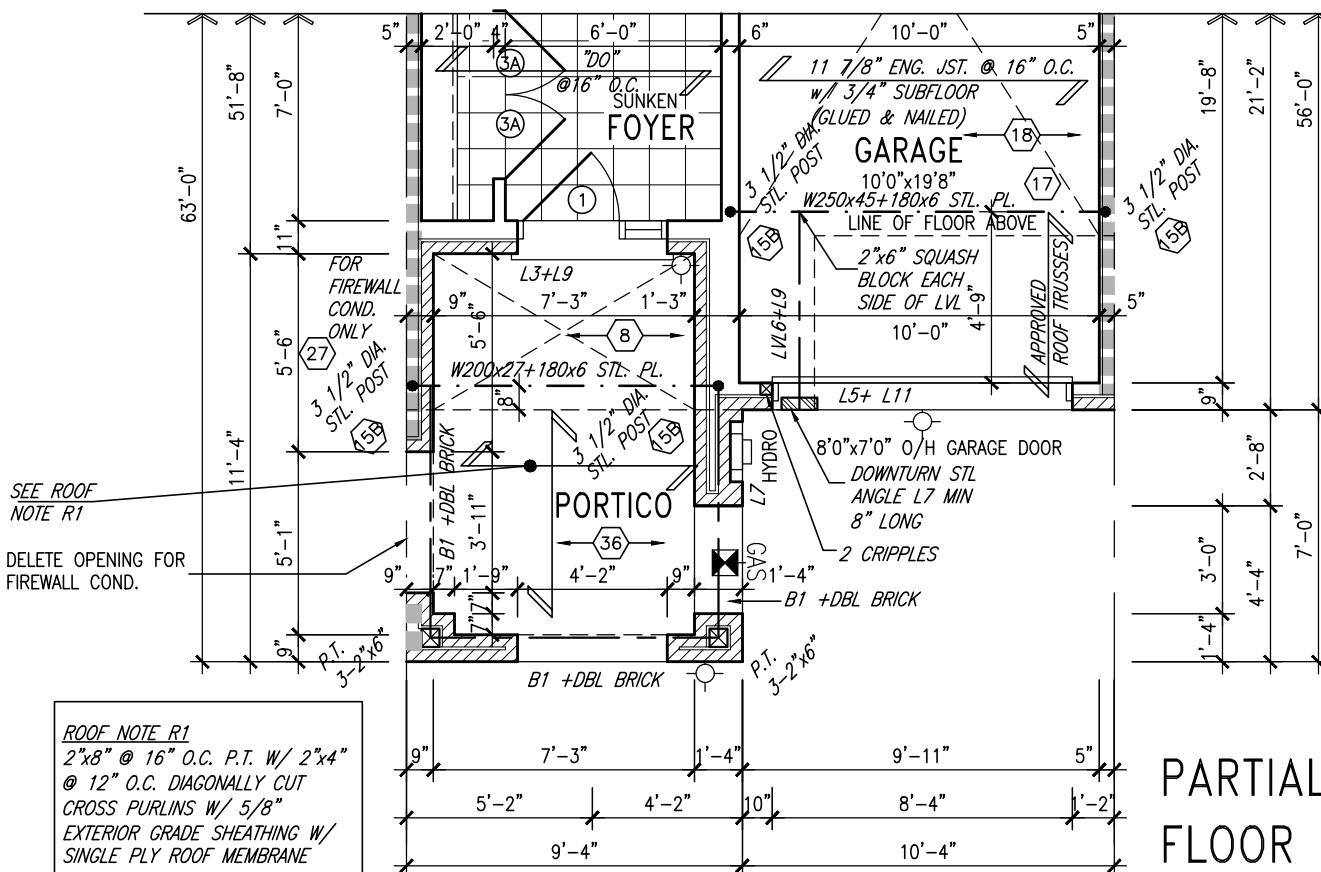 5" 2'-0" 4" 6'-0" 6" 10'-0" 5"
"DO"
@16" O.C.
3A
3A
SUNKEN
FOYER
11 7/8" ENG. JST. @ 16" O.C.
w/ 3/4" SUBFLOOR
(GLUED & NAILED)
18
GARAGE
10'0"x19'8"
17
W250x45+180x6 STL. PL.
LINE OF FLOOR ABOVE
3 1/2" DIA.
STL. POST
15B
3 1/2" DIA.
STL. POST
15B
51'-8"
7'-0"
63'-0"
11"
19'-8"
21'-2"
56'-0"
1
L3+L9
2"x6" SQUASH
BLOCK EACH
SIDE OF LVL
LVL6+L9
4'-9"
APPROVED
ROOF TRUSSES
FOR
FIREWALL
COND.
ONLY
27
9" 7'-3" 1'-3" 10'-0" 5"
5'-6"
5'-6"
8
W200x27+180x6 STL. PL.
3 1/2" DIA.
STL. POST
15B
8"
3 1/2" DIA.
STL. POST
15B
L5+ L11
9"
8'0"x7'0" O/H GARAGE DOOR
HYDRO
L7
DOWNTURN STL
ANGLE L7 MIN
8" LONG
2 CRIPPLES
2'-8"
7'-0"
11'-4"
B1 +DBL BRICK
3'-11"
SEE ROOF
NOTE R1
PORTICO
36
GAS
DELETE OPENING FOR
FIREWALL COND.
5'-1"
9" 7" 1'-9" 4'-2" 9" 1'-4"
B1 +DBL BRICK
3'-0"
4'-4"
7"
7"
9"
1'-4"
P.T.
3-2"x6"
B1 +DBL BRICK
P.T.
3-2"x6"
ROOF NOTE R1
2"x8" @ 16" O.C. P.T. W/ 2"x4"
@ 12" O.C. DIAGONALLY CUT
CROSS PURLINS W/ 5/8"
EXTERIOR GRADE SHEATHING W/
SINGLE PLY ROOF MEMBRANE
9" 7'-3" 1'-4" 9'-11" 5"
5'-2" 4'-2" 10" 8'-4" 1'-2"
9'-4" 10'-4"
PARTIAL
FLOOR